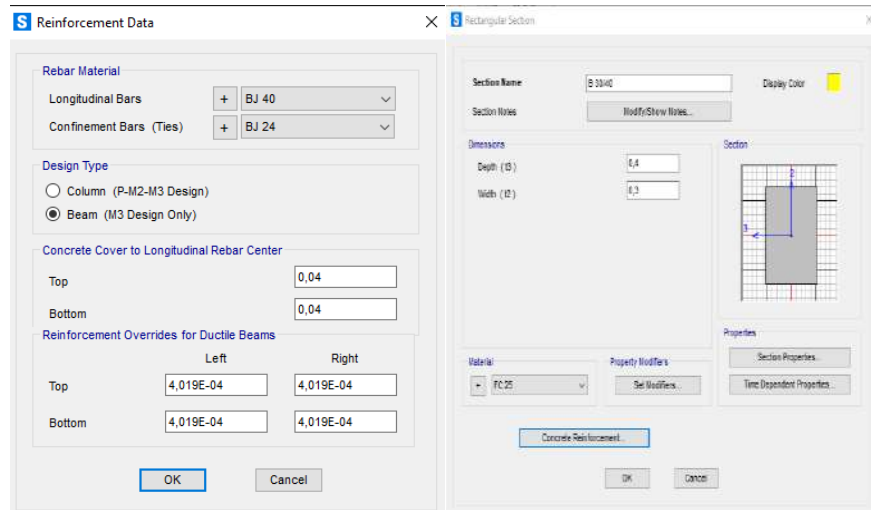 S Reinforcement Data
Rebar Material
Longitudinal Bars + BJ 40
Confinement Bars (Ties) + BJ 24
Design Type
Column (P-M2-M3 Design)
Beam (M3 Design Only)
Concrete Cover to Longitudinal Rebar Center
Top 0,04
Bottom 0,04
Reinforcement Overrides for Ductile Beams
Left Right
Top 4,019E-04 4,019E-04
Bottom 4,019E-04 4,019E-04
OK Cancel
S Rectangular Section
Section Name B 30/40 Display Color
Section Notes Modify/Show Notes...
Dimensions
Depth (t3) 0,4
Width (t2) 0,3
Section
2
3
Properties
Section Properties...
Time Dependent Properties...
Material
+ FC 25
Property Modifiers
Set Modifiers...
Concrete Reinforcement...
OK Cancel